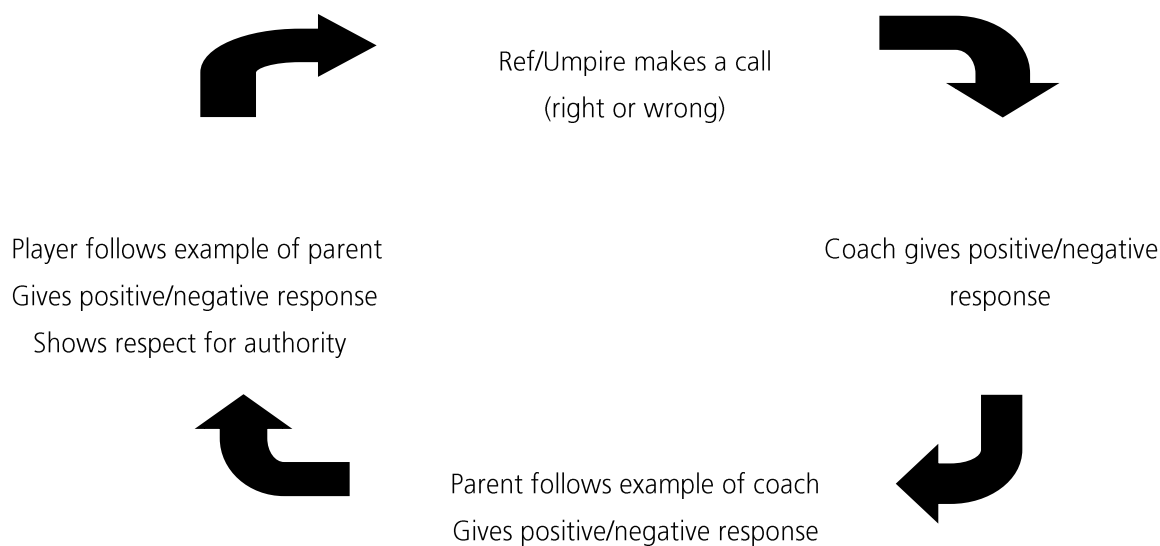 Ref/Umpire makes a call
(right or wrong)
Coach gives positive/negative
response
Parent follows example of coach
Gives positive/negative response
Player follows example of parent
Gives positive/negative response
Shows respect for authority